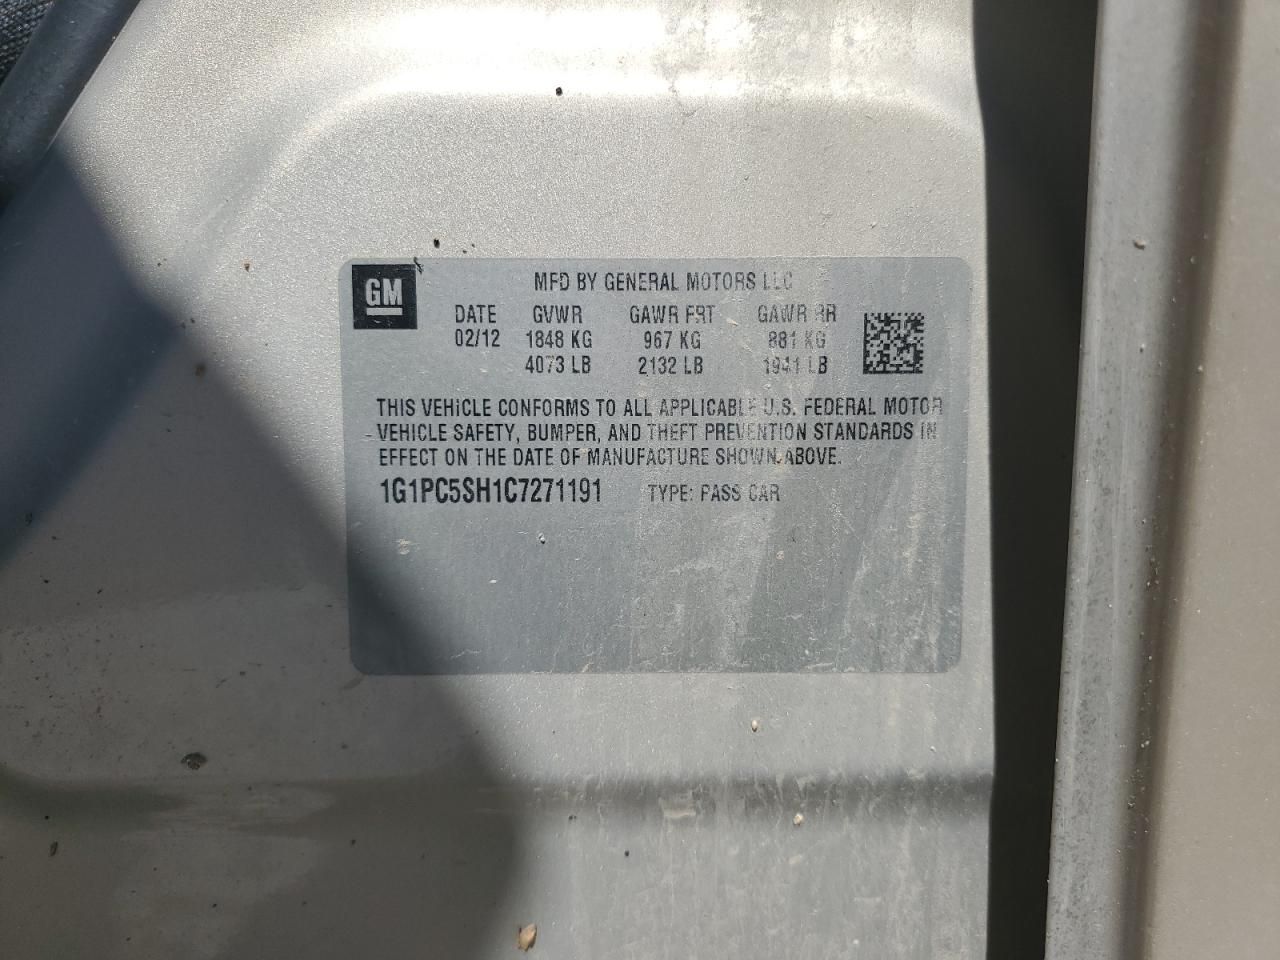 GM
MFD BY GENERAL MOTORS LLC
DATE GVWR GAWR FRT GAWR RR
02/12 1848 KG 967 KG 881 KG
4073 LB 2132 LB 1941 LB
THIS VEHICLE CONFORMS TO ALL APPLICABLE U.S. FEDERAL MOTOR
VEHICLE SAFETY, BUMPER, AND THEFT PREVENTION STANDARDS IN
EFFECT ON THE DATE OF MANUFACTURE SHOWN ABOVE.
1G1PC5SH1C7271191 TYPE: PASS CAR